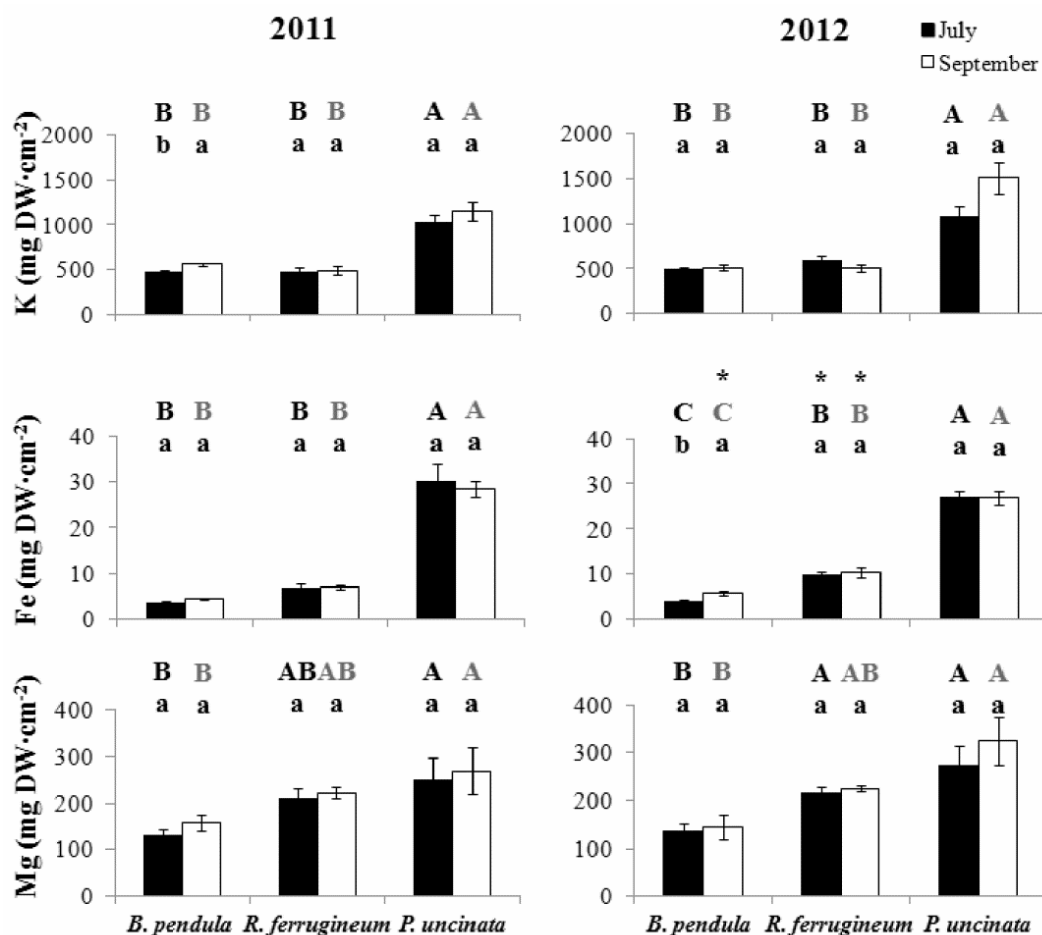 2011
2012
July
September
K (mg DW·cm-2)
B B B B A A
b a a a a a
2000
1500
1000
500
0
B B B B A A
a a a a a a
2000
1500
1000
500
0
Fe (mg DW·cm-2)
B B B B A A
a a a a a a
40
30
20
10
0
* * *
C C B B A A
b a a a a a
40
30
20
10
0
Mg (mg DW·cm-2)
B B AB AB A A
a a a a a a
400
300
200
100
0
B. pendula R. ferrugineum P. uncinata
B B A AB A A
a a a a a a
400
300
200
100
0
B. pendula R. ferrugineum P. uncinata